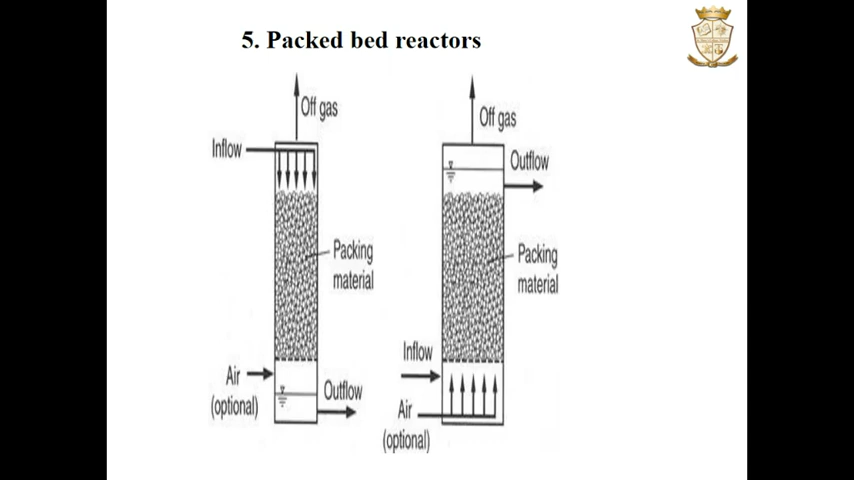 5. Packed bed reactors
Off gas
Inflow
Packing
material
Air
(optional)
Outflow
Off gas
Outflow
Packing
material
Inflow
Air
(optional)